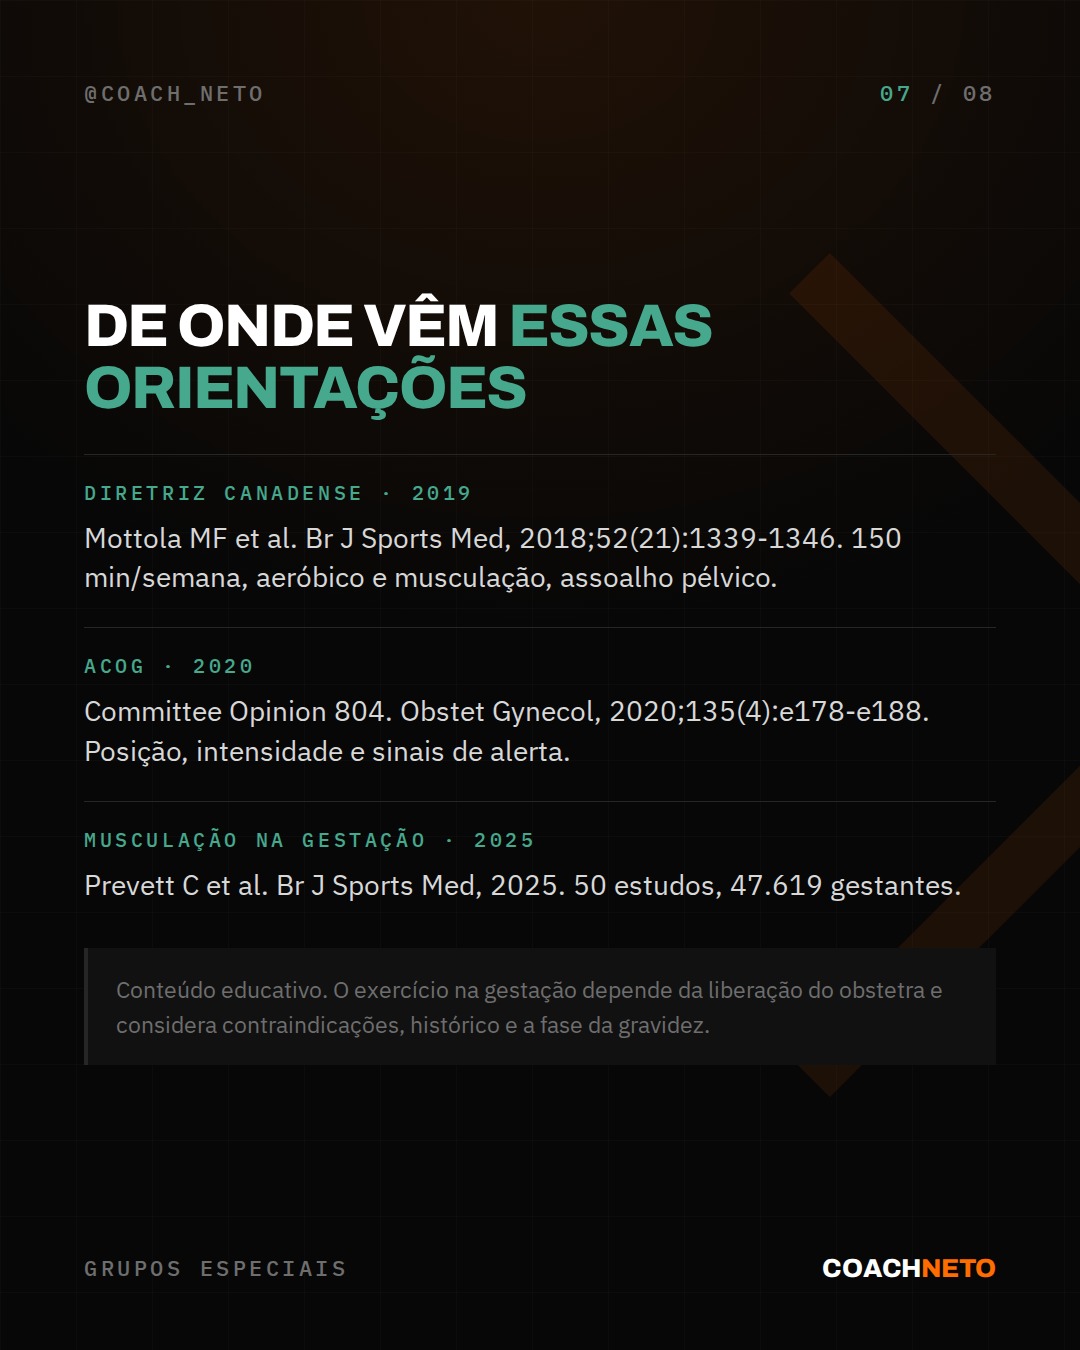 @COACH_NETO
07 / 08
DE ONDE VÊM ESSAS
ORIENTAÇÕES
DIRETRIZ CANADENSE · 2019
Mottola MF et al. Br J Sports Med, 2018;52(21):1339-1346. 150
min/semana, aeróbico e musculação, assoalho pélvico.
ACOG · 2020
Committee Opinion 804. Obstet Gynecol, 2020;135(4):e178-e188.
Posição, intensidade e sinais de alerta.
MUSCULAÇÃO NA GESTAÇÃO · 2025
Prevett C et al. Br J Sports Med, 2025. 50 estudos, 47.619 gestantes.
Conteúdo educativo. O exercício na gestação depende da liberação do obstetra e
considera contraindicações, histórico e a fase da gravidez.
GRUPOS ESPECIAIS
COACHNETO